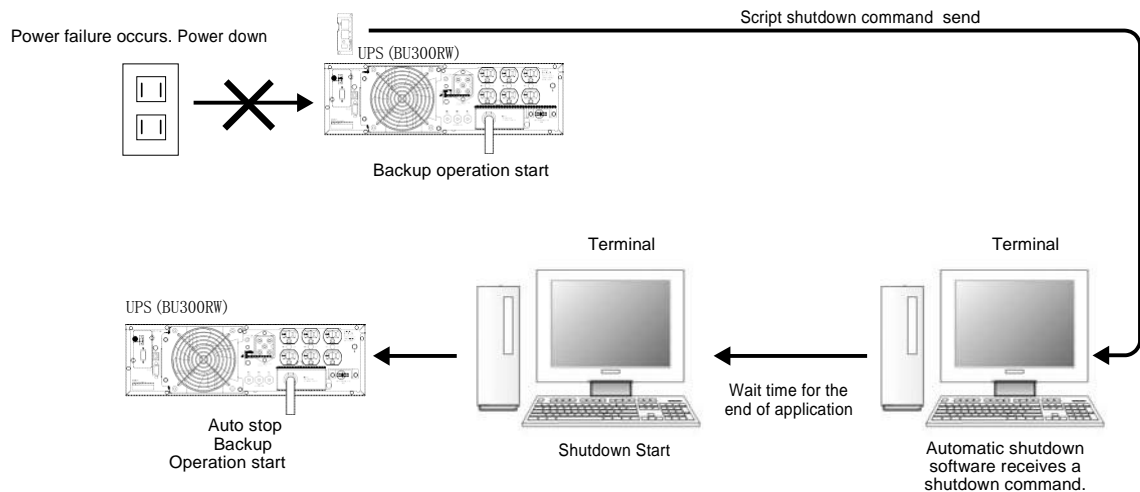 Script shutdown command send
Power failure occurs. Power down
UPS (BU300RW)
Backup operation start
Terminal
Terminal
UPS (BU300RW)
Wait time for the
end of application
Auto stop
Backup
Operation start
Shutdown Start
Automatic shutdown
software receives a
shutdown command.